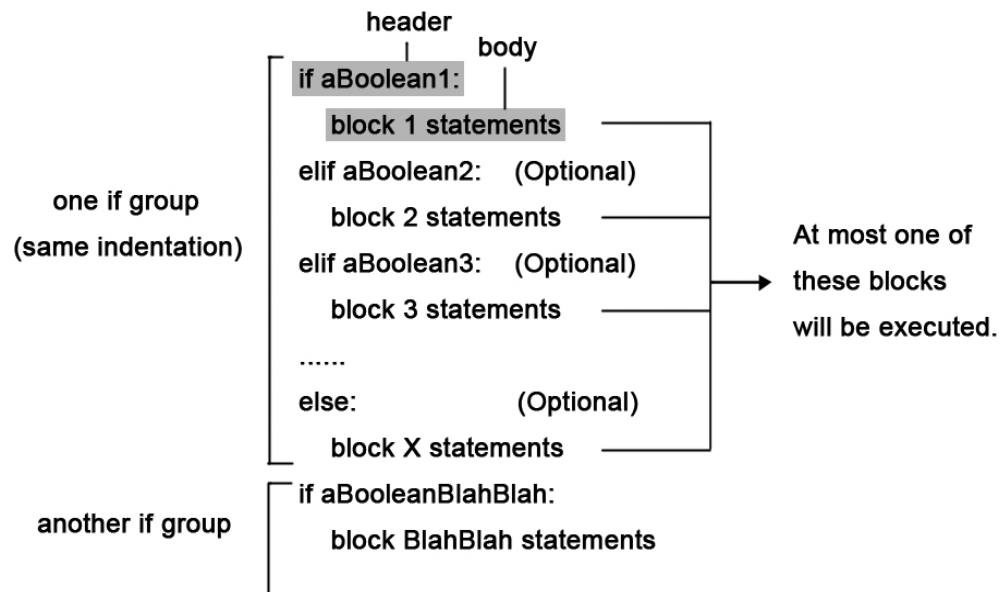 header
body
if aBoolean1:
block 1 statements
elif aBoolean2: (Optional)
block 2 statements
elif aBoolean3: (Optional)
block 3 statements
......
else: (Optional)
block X statements
one if group
(same indentation)
At most one of
these blocks
will be executed.
if aBooleanBlahBlah:
block BlahBlah statements
another if group